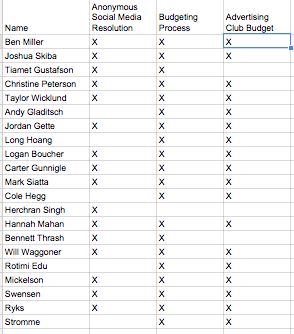 Anonymous
Social Media Budgeting Advertising
Name Resolution Process Club Budget
Ben Miller X X X
Joshua Skiba X X X
Tiamet Gustafson X
Christine Peterson X X X
Taylor Wicklund X X X
Andy Gladitsch X X
Jordan Gette X X X
Long Hoang X X
Logan Boucher X X X
Carter Gunnigle X X X
Mark Siatta X X X
Cole Hegg X X
Herchran Singh X
Hannah Mahan X X X
Bennett Thrash X
Will Waggoner X X X
Rotimi Edu X X
Mickelson X X X
Swensen X X X
Ryks X X X
Stromme X X